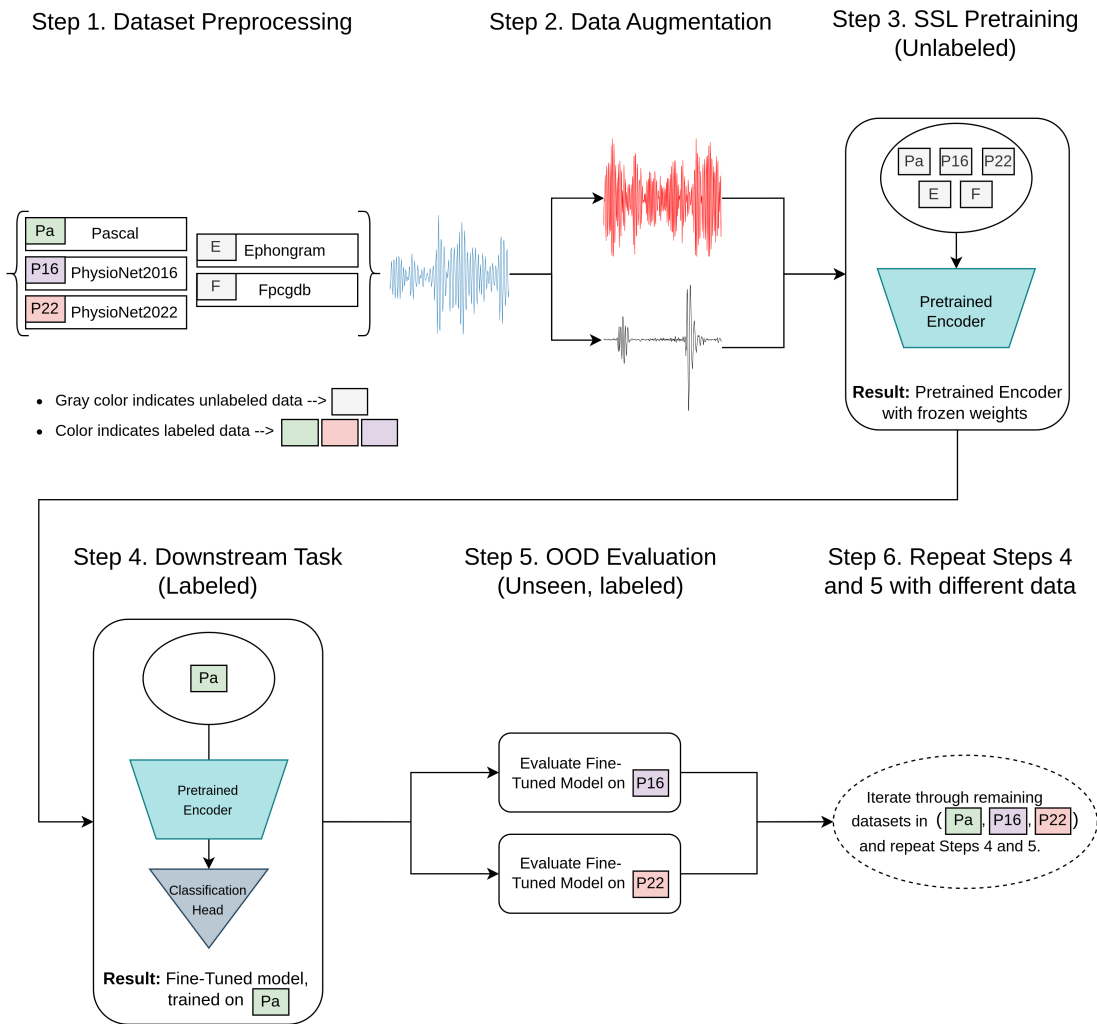 Step 1. Dataset Preprocessing
Step 2. Data Augmentation
Step 3. SSL Pretraining
(Unlabeled)
Pa Pascal
P16 PhysioNet2016
P22 PhysioNet2022
E Ephongram
F Fpcgdb
• Gray color indicates unlabeled data -->
• Color indicates labeled data -->
Pa P16 P22
E F
Pretrained
Encoder
Result: Pretrained Encoder
with frozen weights
Step 4. Downstream Task
(Labeled)
Pa
Pretrained
Encoder
Classification
Head
Result: Fine-Tuned model,
trained on Pa
Step 5. OOD Evaluation
(Unseen, labeled)
Evaluate Fine-
Tuned Model on P16
Evaluate Fine-
Tuned Model on P22
Step 6. Repeat Steps 4
and 5 with different data
Iterate through remaining
datasets in (Pa, P16, P22)
and repeat Steps 4 and 5.